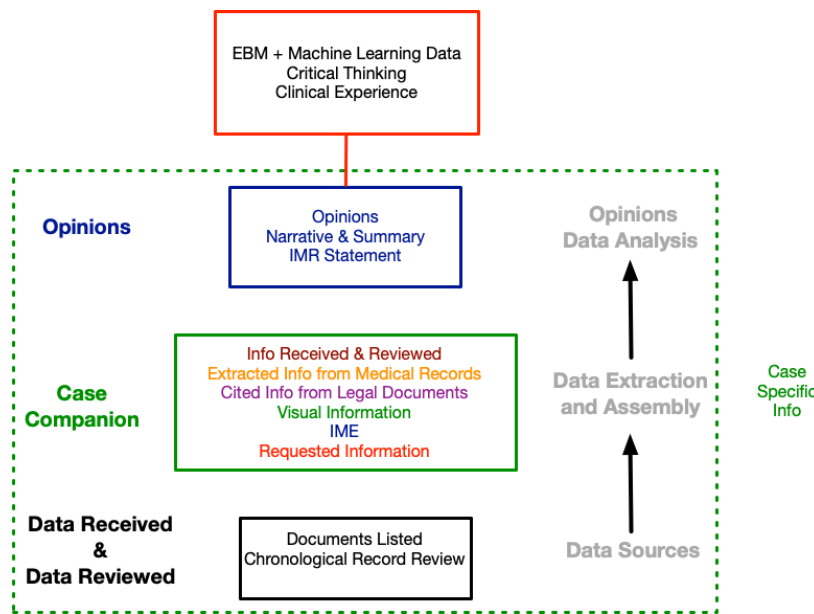 EBM + Machine Learning Data
Critical Thinking
Clinical Experience
Opinions
Opinions
Narrative & Summary
IMR Statement
Opinions
Data Analysis
Case
Companion
Info Received & Reviewed
Extracted Info from Medical Records
Cited Info from Legal Documents
Visual Information
IME
Requested Information
Data Extraction
and Assembly
Case
Specific
Info
Data Received
&
Data Reviewed
Documents Listed
Chronological Record Review
Data Sources